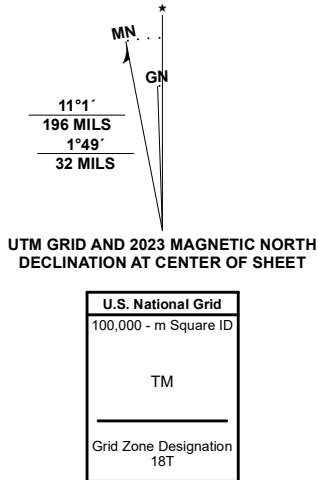 ★
MN
GN
11°1´
196 MILS
1°49´
32 MILS
UTM GRID AND 2023 MAGNETIC NORTH
DECLINATION AT CENTER OF SHEET
U.S. National Grid
100,000 - m Square ID
TM
Grid Zone Designation
18T